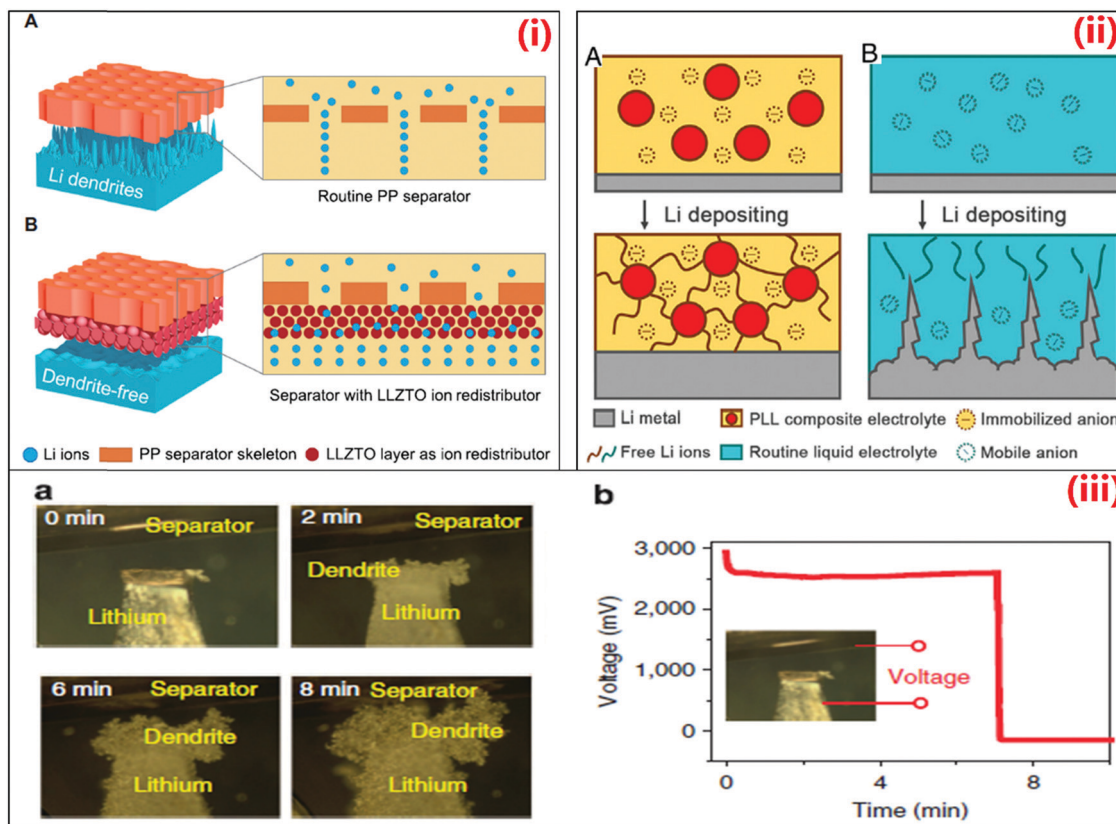 (i)
A
Li dendrites
Routine PP separator
B
Dendrite-free
Separator with LLZTO ion redistributor
Li ions PP separator skeleton LLZTO layer as ion redistributor
(ii)
A
B
Li depositing
Li depositing
Li metal PLL composite electrolyte Immobilized anion
Free Li ions Routine liquid electrolyte Mobile anion
(iii)
a
0 min
Separator
Lithium
2 min
Separator
Dendrite
Lithium
6 min
Separator
Dendrite
Lithium
8 min
Separator
Dendrite
Lithium
b
3,000
2,000
1,000
0
Voltage (mV)
Voltage
0 4 8
Time (min)